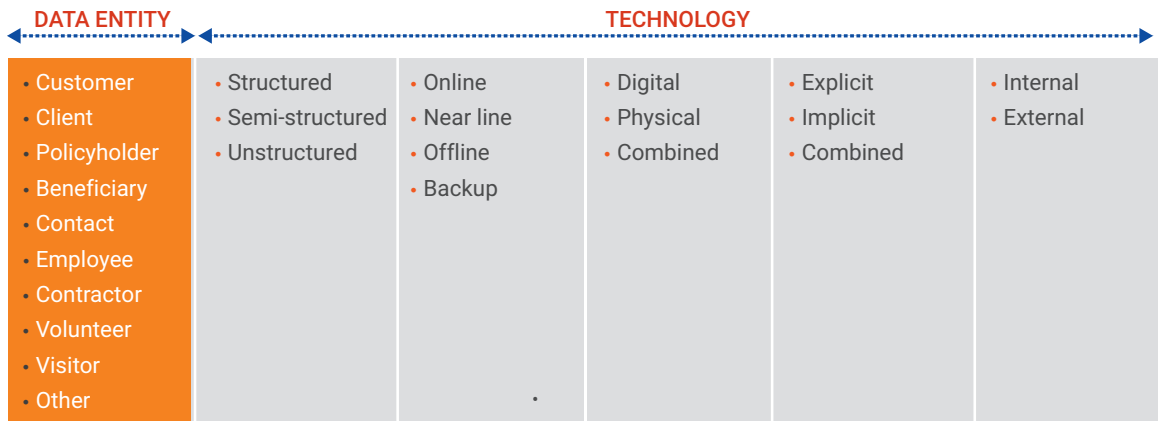 DATA ENTITY
TECHNOLOGY
• Customer
• Client
• Policyholder
• Beneficiary
• Contact
• Employee
• Contractor
• Volunteer
• Visitor
• Other
• Structured
• Semi-structured
• Unstructured
• Online
• Near line
• Offline
• Backup
• Digital
• Physical
• Combined
• Explicit
• Implicit
• Combined
• Internal
• External